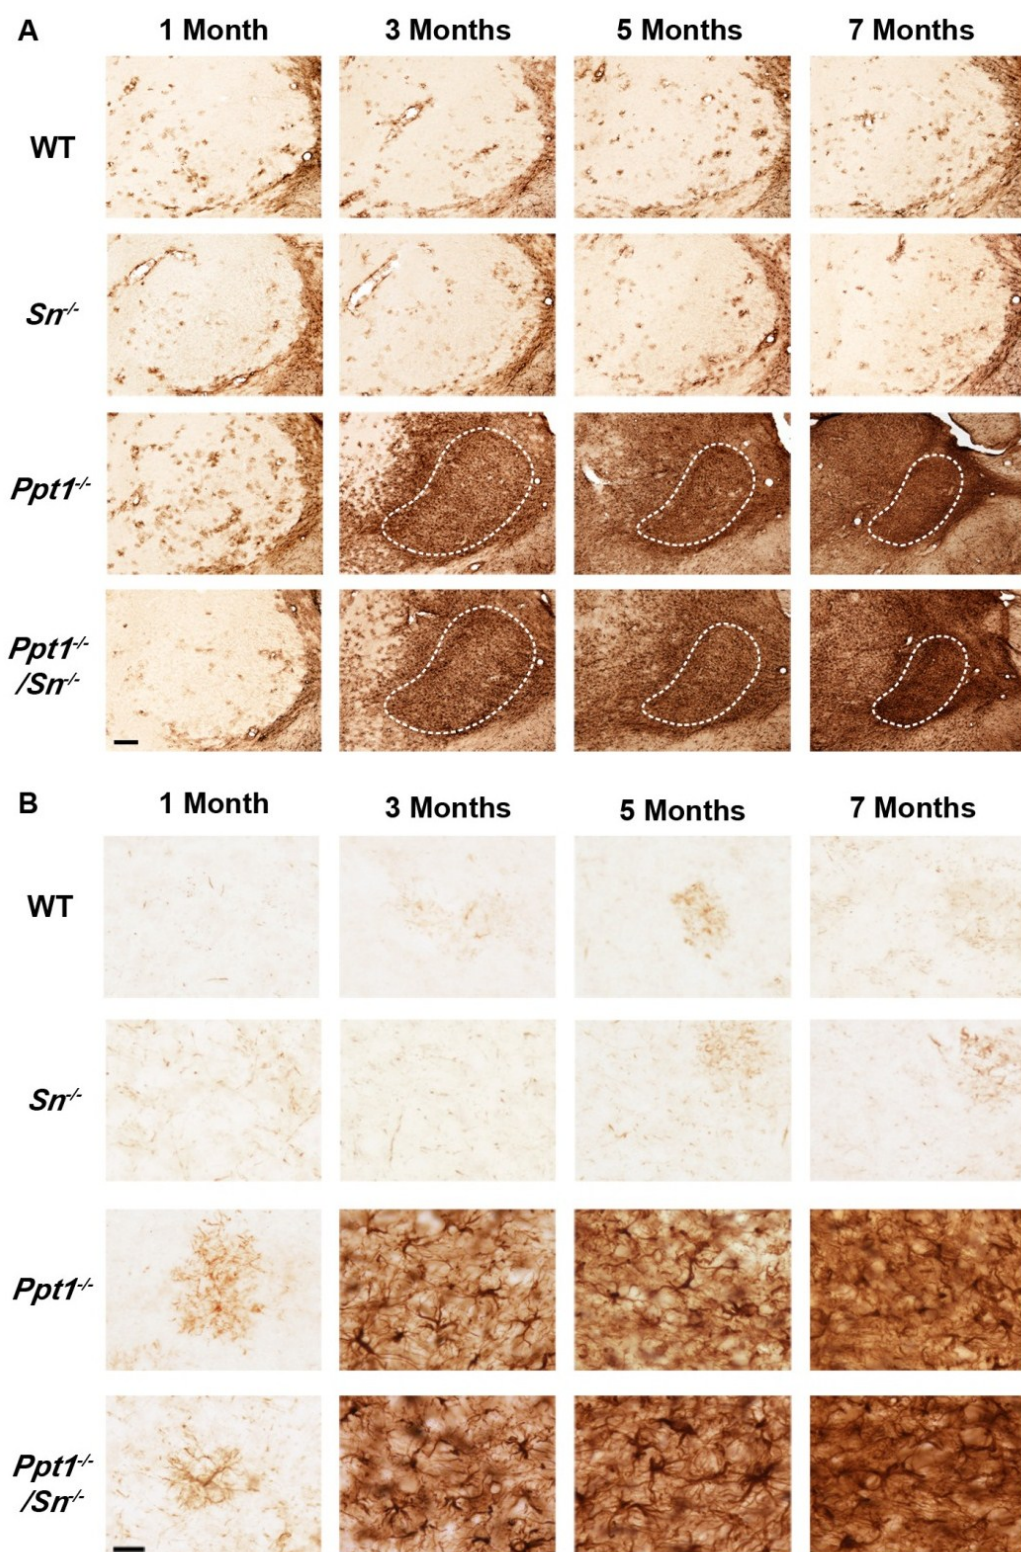 A
1 Month 3 Months 5 Months 7 Months
WT
Sn-/-
Ppt1-/-
Ppt1-/-
/Sn-/-
B
1 Month 3 Months 5 Months 7 Months
WT
Sn-/-
Ppt1-/-
Ppt1-/-
/Sn-/-